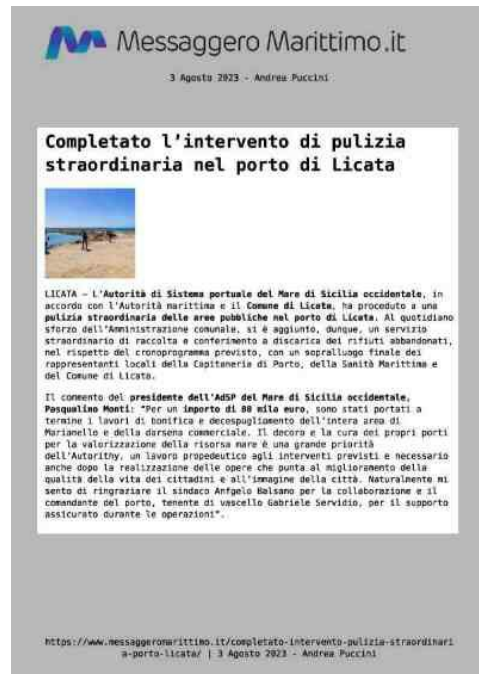 Messaggero Marittimo.it
3 Agosto 2023 - Andrea Puccini
Completato l'intervento di pulizia
straordinaria nel porto di Licata
LICATA – L'Autorità di Sistema portuale del Mare di Sicilia occidentale, in
accordo con l'Autorità marittima e il Comune di Licata, ha proceduto a una
pulizia straordinaria delle aree pubbliche nel porto di Licata. Al quotidiano
sforzo dell'Amministrazione comunale, si è aggiunto, dunque, un servizio
straordinario di raccolta e conferimento a discarica dei rifiuti abbandonati,
nel rispetto del cronoprogramma previsto, con un sopralluogo finale dei
rappresentanti locali della Capitaneria di Porto, della Sanità Marittima e
del Comune di Licata.
Il commento del presidente dell'AdSP del Mare di Sicilia occidentale,
Pasqualino Monti: "Per un importo di 80 mila euro, sono stati portati a
termine i lavori di bonifica e decespugliamento dell'intera area di
Marianello e della darsena commerciale. Il decoro e la cura dei propri porti
per la valorizzazione della risorsa mare è una grande priorità
dell'Autorithy, un lavoro propedeutico agli interventi previsti e necessario
anche dopo la realizzazione delle opere che punta al miglioramento della
qualità della vita dei cittadini e all'immagine della città. Naturalmente mi
sento di ringraziare il sindaco Anfgelo Balsano per la collaborazione e il
comandante del porto, tenente di vascello Gabriele Servidio, per il supporto
assicurato durante le operazioni".
https://www.messaggeromarittimo.it/completato-intervento-pulizia-straordinari
a-porto-licata/ | 3 Agosto 2023 - Andrea Puccini